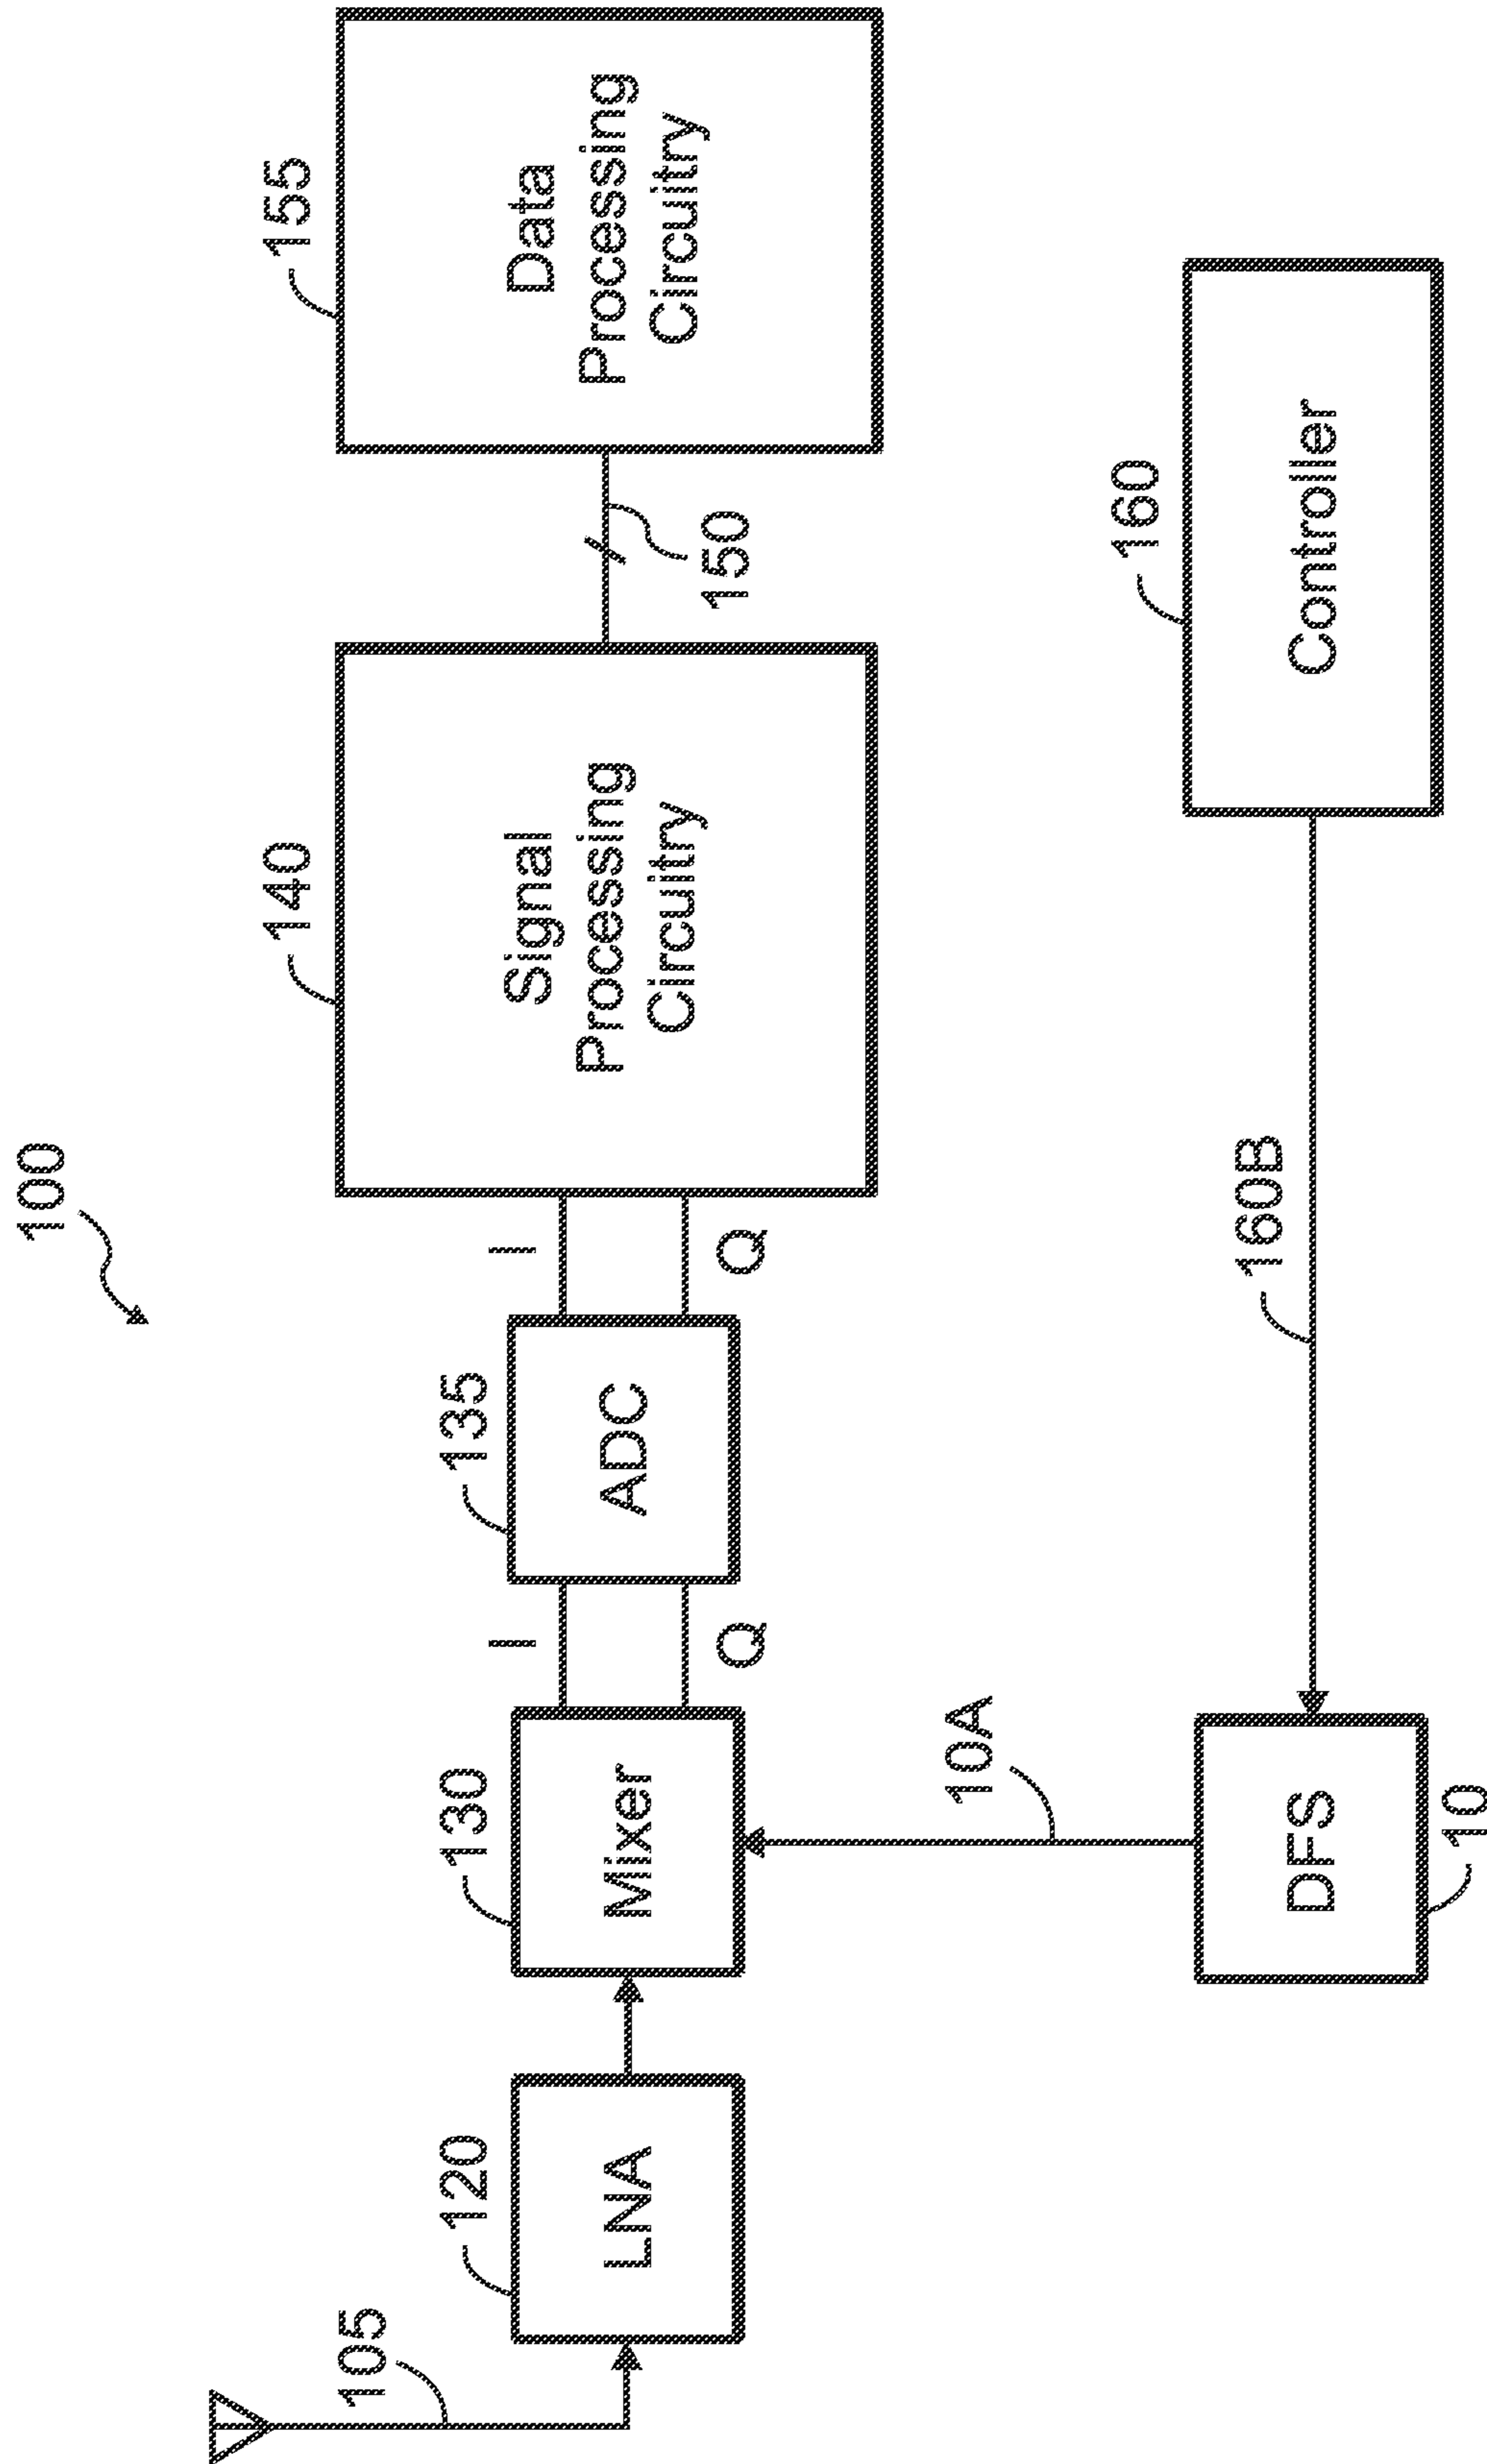 100
105
120
LNA
130
Mixer
I
Q
135
ADC
I
Q
140
Signal
Processing
Circuitry
150
155
Data
Processing
Circuitry
10A
DFS
10
160B
160
Controller